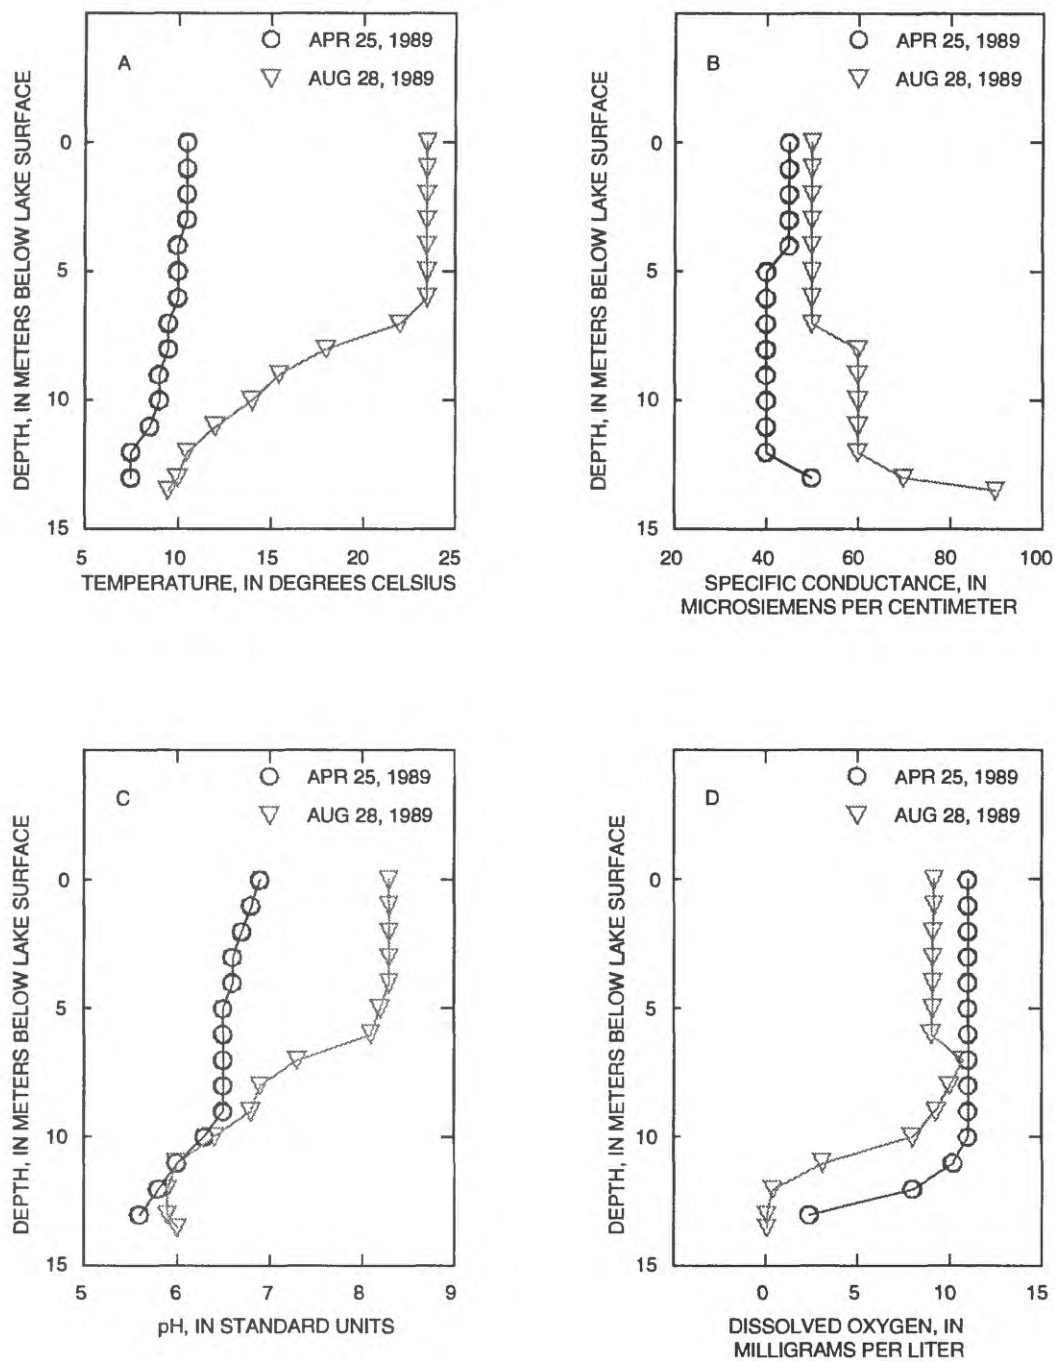 A
APR 25, 1989
AUG 28, 1989
DEPTH, IN METERS BELOW LAKE SURFACE
0
5
10
15
5 10 15 20 25
TEMPERATURE, IN DEGREES CELSIUS
B
APR 25, 1989
AUG 28, 1989
DEPTH, IN METERS BELOW LAKE SURFACE
0
5
10
15
20 40 60 80 100
SPECIFIC CONDUCTANCE, IN
MICROSIEMENS PER CENTIMETER
C
APR 25, 1989
AUG 28, 1989
DEPTH, IN METERS BELOW LAKE SURFACE
0
5
10
15
5 6 7 8 9
pH, IN STANDARD UNITS
D
APR 25, 1989
AUG 28, 1989
DEPTH, IN METERS BELOW LAKE SURFACE
0
5
10
15
0 5 10 15
DISSOLVED OXYGEN, IN
MILLIGRAMS PER LITER